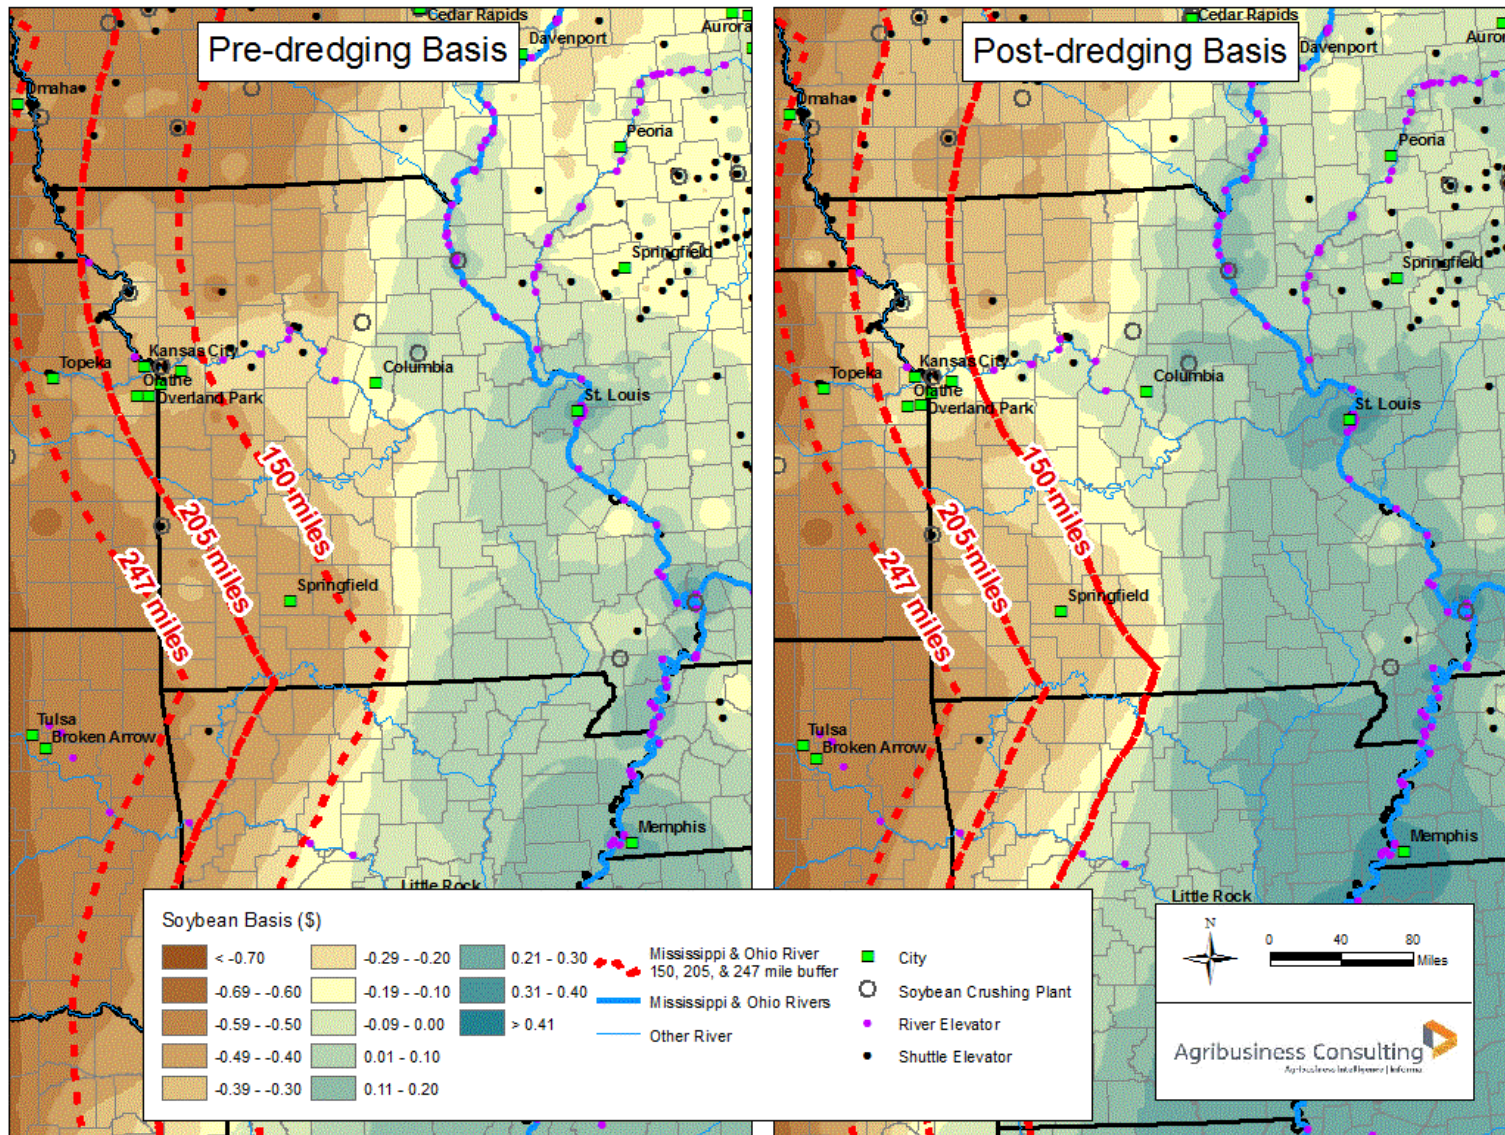 Pre-dredging Basis
Cedar Rapids
Davenport
Aurora
Omaha
Peoria
Springfield
Topeka
Kansas City
Olathe
Overland Park
Columbia
St. Louis
150 miles
205 miles
247 miles
Springfield
Tulsa
Broken Arrow
Memphis
Little Rock
Post-dredging Basis
Cedar Rapids
Davenport
Auror
Omaha
Peoria
Springfield
Topeka
Kansas City
Olathe
Overland Park
Columbia
St. Louis
150 miles
205 miles
247 miles
Springfield
Tulsa
Broken Arrow
Memphis
Little Rock
Soybean Basis ($)
< -0.70
-0.69 - -0.60
-0.59 - -0.50
-0.49 - -0.40
-0.39 - -0.30
-0.29 - -0.20
-0.19 - -0.10
-0.09 - 0.00
0.01 - 0.10
0.11 - 0.20
0.21 - 0.30
0.31 - 0.40
> 0.41
Mississippi & Ohio River
150, 205, & 247 mile buffer
Mississippi & Ohio Rivers
Other River
City
Soybean Crushing Plant
River Elevator
Shuttle Elevator
N
0 40 80
Miles
Agribusiness Consulting
Agribusiness Intelligence | Informa